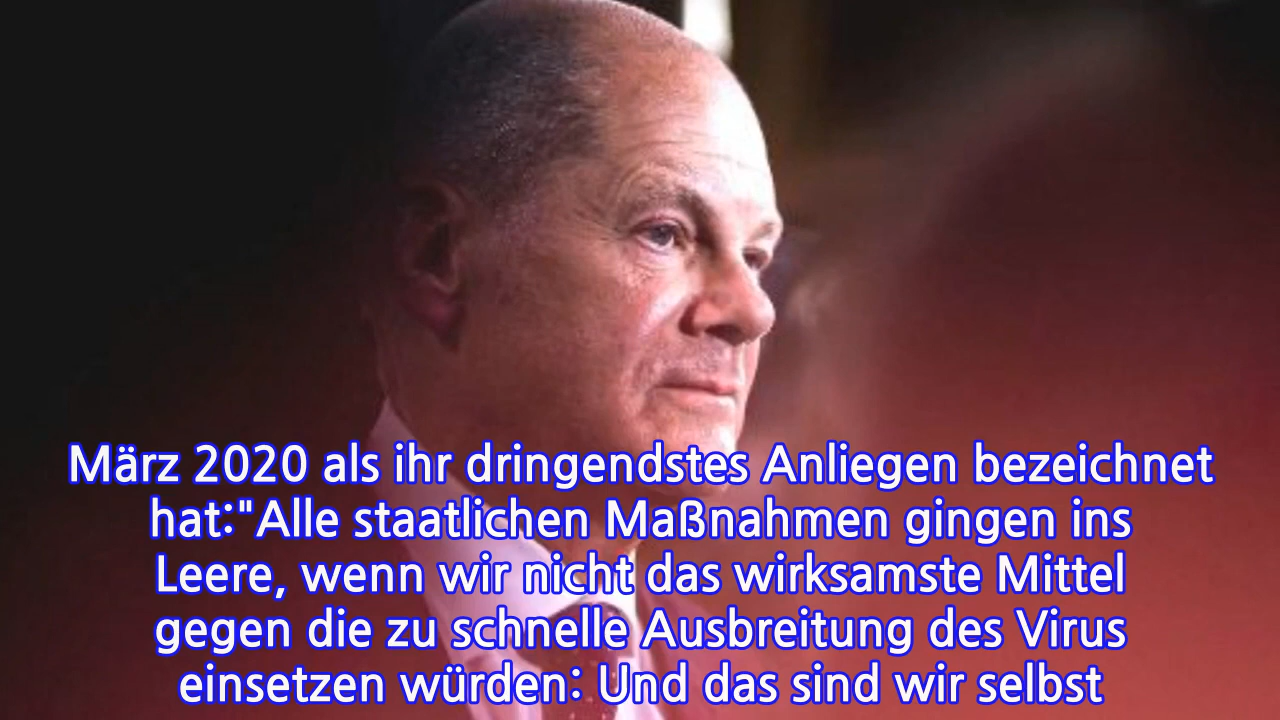 März 2020 als ihr dringendstes Anliegen bezeichnet
hat:"Alle staatlichen Maßnahmen gingen ins
Leere, wenn wir nicht das wirksamste Mittel
gegen die zu schnelle Ausbreitung des Virus
einsetzen würden: Und das sind wir selbst